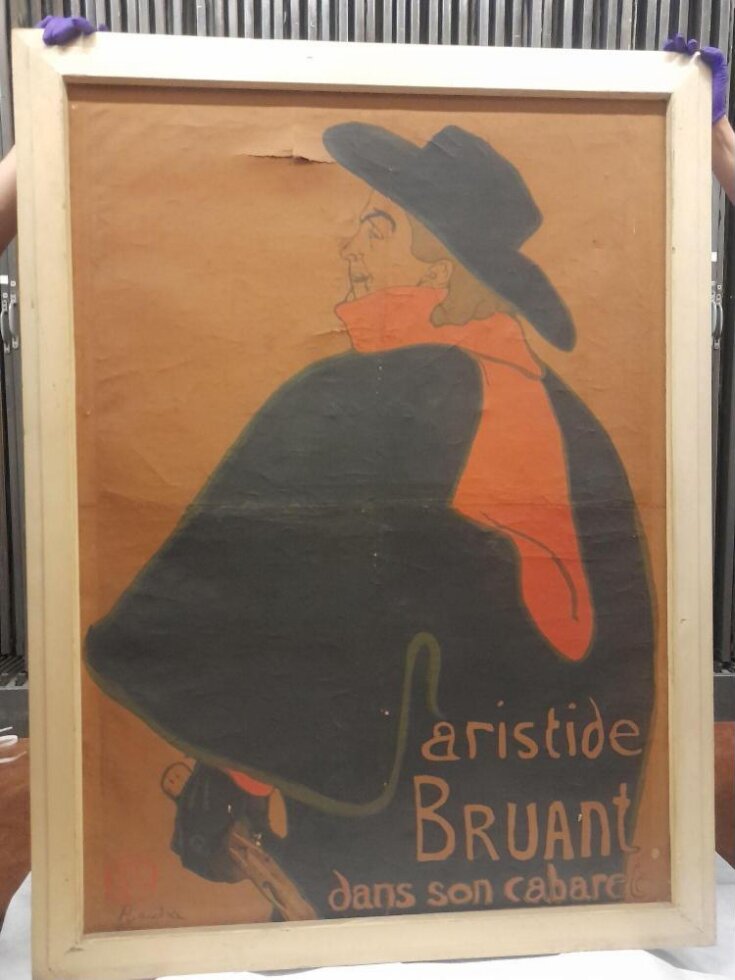 aristide
BRUANt
dans son cabaret